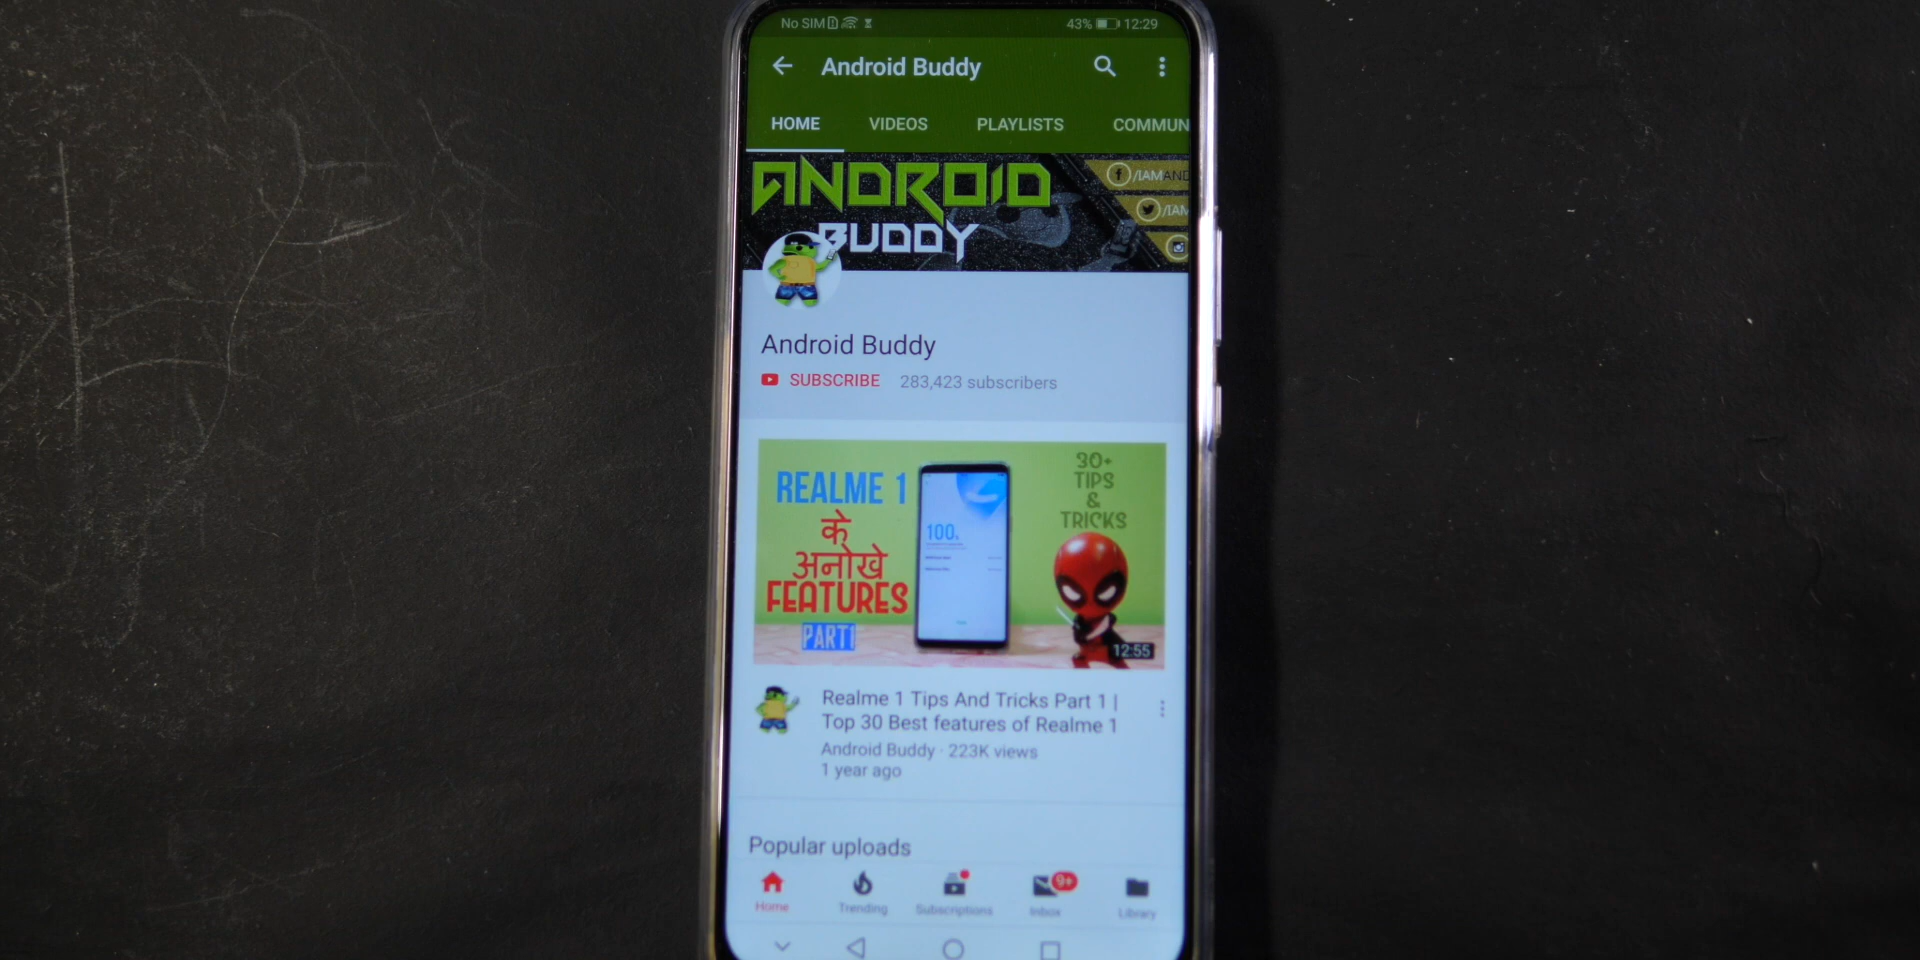 No SIM 43% 12:29
Android Buddy
HOME VIDEOS PLAYLISTS COMMUN
ANDROID
BUDDY
/IAMAND
/IAM
Android Buddy
SUBSCRIBE 283,423 subscribers
REALME 1
के
अनोखे
FEATURES
PART1
100%
30+
TIPS
&
TRICKS
12:55
Realme 1 Tips And Tricks Part 1 |
Top 30 Best features of Realme 1
Android Buddy · 223K views
1 year ago
Popular uploads
9+
Home Trending Subscriptions Inbox Library